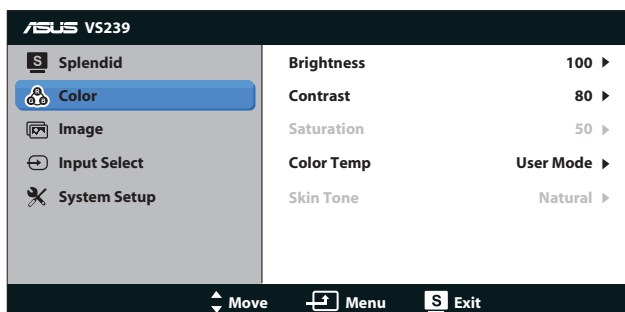 ASUS VS239
S Splendid
Color
Image
Input Select
System Setup
Brightness 100
Contrast 80
Saturation 50
Color Temp User Mode
Skin Tone Natural
Move Menu S Exit